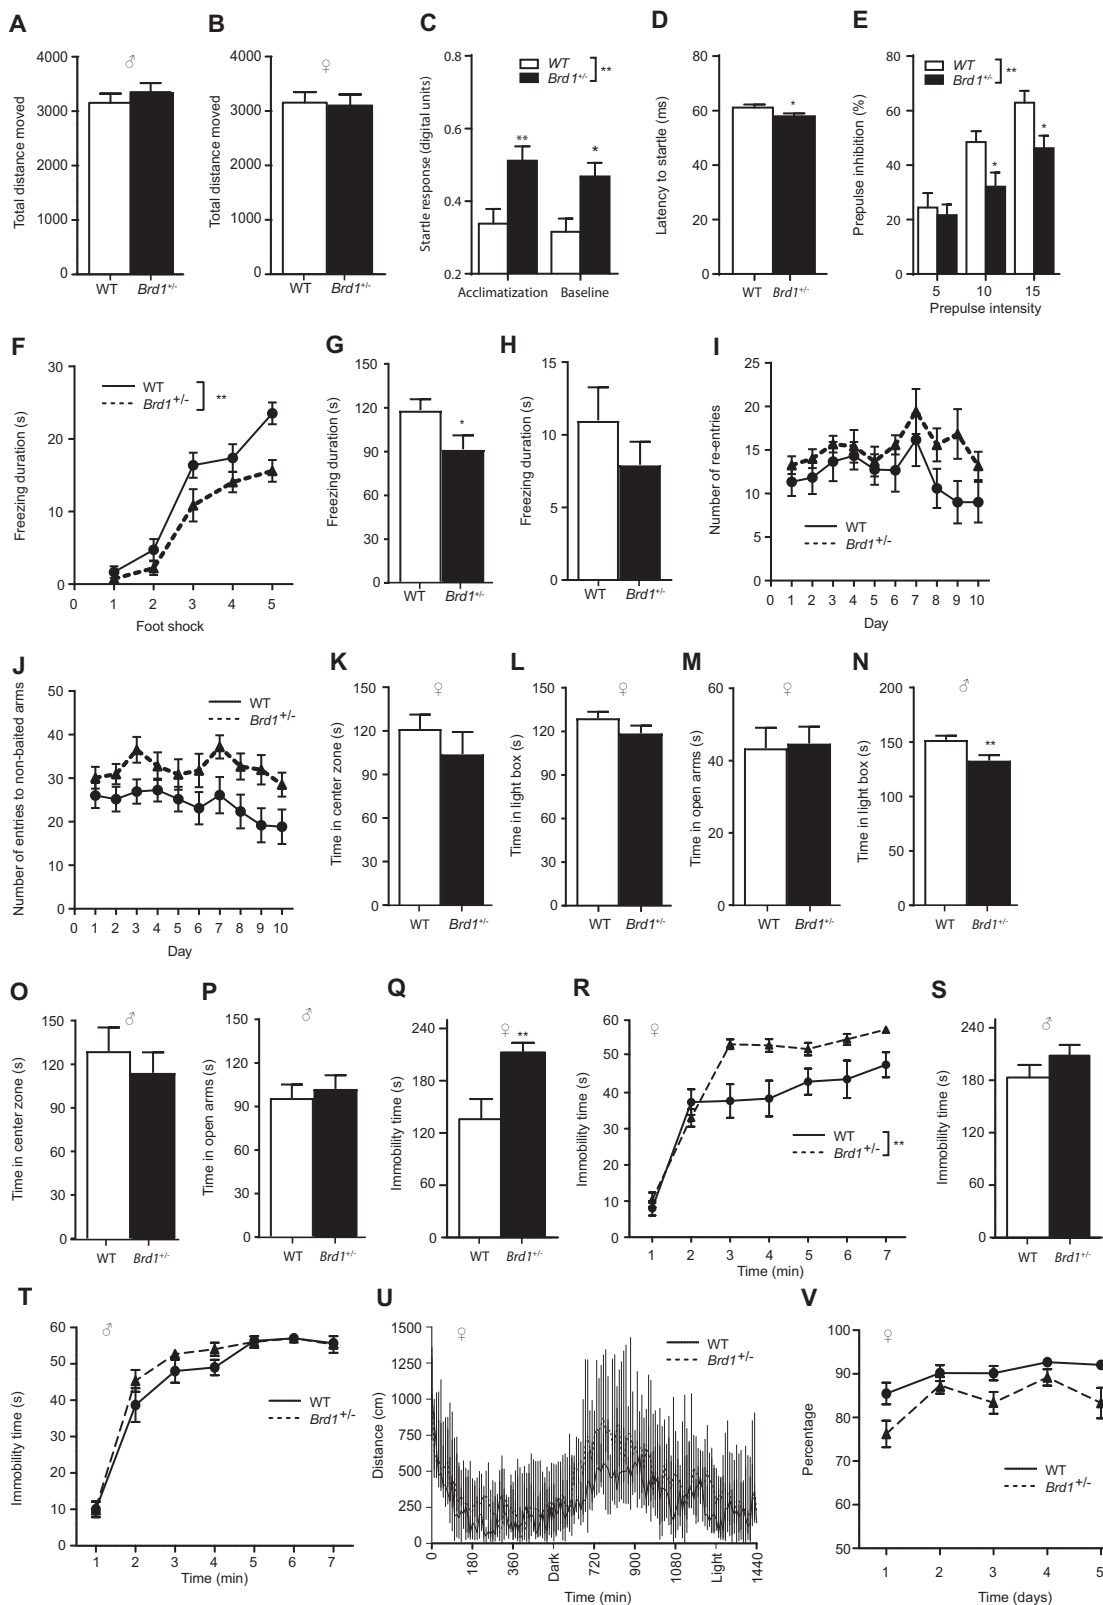 A
♂
Total distance moved
4000
3000
2000
1000
0
WT
Brd1+/-
B
♀
Total distance moved
4000
3000
2000
1000
0
WT
Brd1+/-
C
Startle response (digital units)
0.8
0.6
0.4
0.2
WT
Brd1+/-
**
**
*
Acclimatization
Baseline
D
Latency to startle (ms)
80
60
40
20
0
*
WT
Brd1+/-
E
Prepulse inhibition (%)
80
60
40
20
0
WT
Brd1+/-
**
*
*
5 10 15
Prepulse intensity
F
Freezing duration (s)
30
20
10
0
WT
Brd1+/-
**
0 1 2 3 4 5
Foot shock
G
Freezing duration (s)
150
120
90
60
30
0
*
WT
Brd1+/-
H
Freezing duration (s)
15
10
5
0
WT
Brd1+/-
I
Number of re-entries
25
20
15
10
5
0
WT
Brd1+/-
0 1 2 3 4 5 6 7 8 9 10
Day
J
Number of entries to non-baited arms
50
40
30
20
10
0
WT
Brd1+/-
0 1 2 3 4 5 6 7 8 9 10
Day
K
♀
Time in center zone (s)
150
120
90
60
30
0
WT
Brd1+/-
L
♀
Time in light box (s)
150
120
90
60
30
0
WT
Brd1+/-
M
♀
Time in open arms (s)
60
40
20
0
WT
Brd1+/-
N
♂
Time in light box (s)
200
150
100
50
0
**
WT
Brd1+/-
O
♂
Time in center zone (s)
150
120
90
60
30
0
WT
Brd1+/-
P
♂
Time in open arms (s)
150
120
90
60
30
0
WT
Brd1+/-
Q
♀
**
Immobility time (s)
240
180
120
60
0
WT
Brd1+/-
R
♀
Immobility time (s)
60
50
40
30
20
10
0
WT
Brd1+/-
**
1 2 3 4 5 6 7
Time (min)
S
♂
Immobility time (s)
240
180
120
60
0
WT
Brd1+/-
T
♂
Immobility time (s)
60
50
40
30
20
10
0
WT
Brd1+/-
1 2 3 4 5 6 7
Time (min)
U
♀
Distance (cm)
1500
1250
1000
750
500
250
0
WT
Brd1+/-
0 180 360 Dark 720 900 1080 Light 1440
Time (min)
V
♀
Percentage
100
90
80
70
60
50
WT
Brd1+/-
1 2 3 4 5
Time (days)